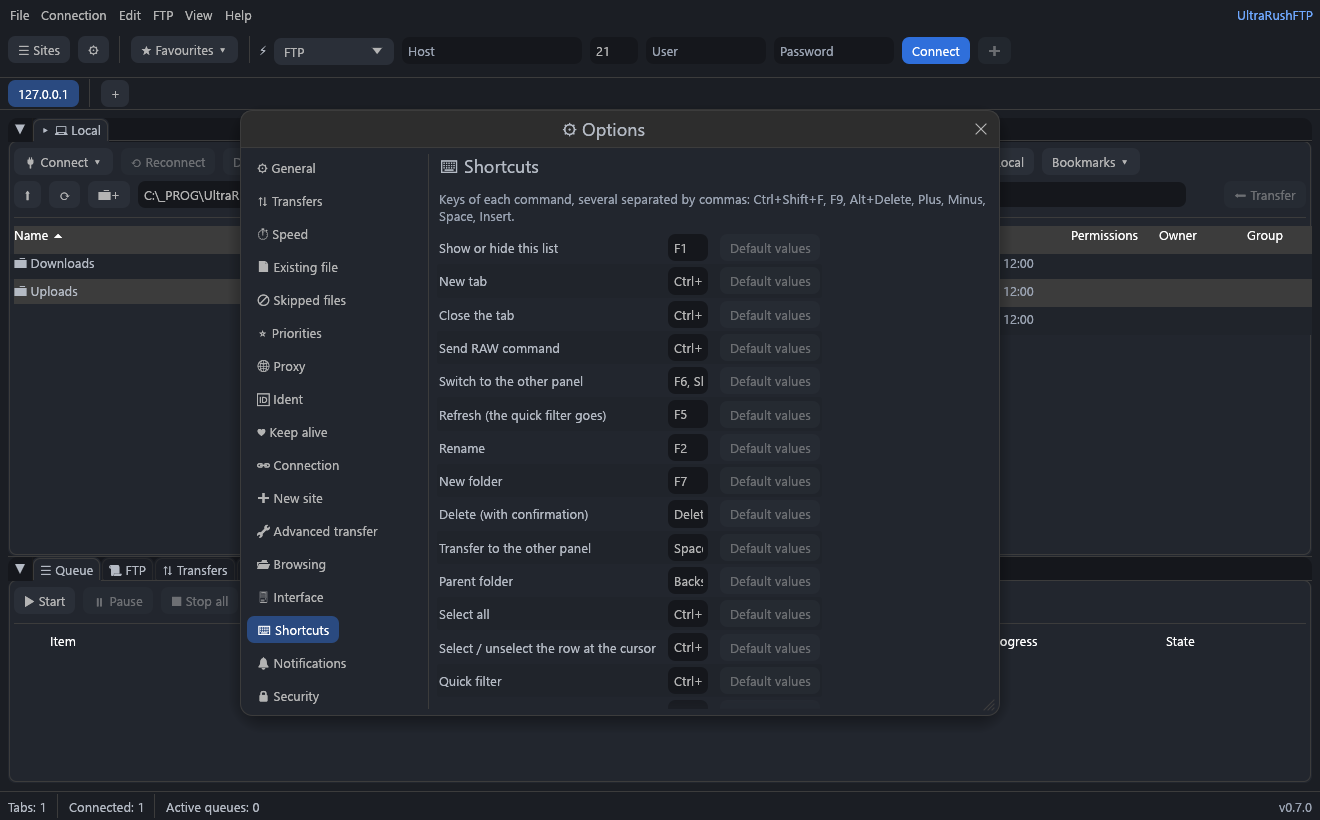 File Connection Edit FTP View Help UltraRushFTP
Sites Favourites FTP Host 21 User Password Connect +
127.0.0.1 +
Local
Connect Reconnect D ocal Bookmarks
C:\_PROG\UltraR Transfer
Name Permissions Owner Group
Downloads 12:00
Uploads 12:00
12:00
Options
General
Transfers
Speed
Existing file
Skipped files
Priorities
Proxy
Ident
Keep alive
Connection
New site
Advanced transfer
Browsing
Interface
Shortcuts
Notifications
Security
Shortcuts
Keys of each command, several separated by commas: Ctrl+Shift+F, F9, Alt+Delete, Plus, Minus,
Space, Insert.
Show or hide this list F1 Default values
New tab Ctrl+ Default values
Close the tab Ctrl+ Default values
Send RAW command Ctrl+ Default values
Switch to the other panel F6, Sl Default values
Refresh (the quick filter goes) F5 Default values
Rename F2 Default values
New folder F7 Default values
Delete (with confirmation) Delet Default values
Transfer to the other panel Spac Default values
Parent folder Backs Default values
Select all Ctrl+ Default values
Select / unselect the row at the cursor Ctrl+ Default values
Quick filter Ctrl+ Default values
Queue FTP Transfers
Start Pause Stop all
Item ogress State
Tabs: 1 Connected: 1 Active queues: 0 v0.7.0